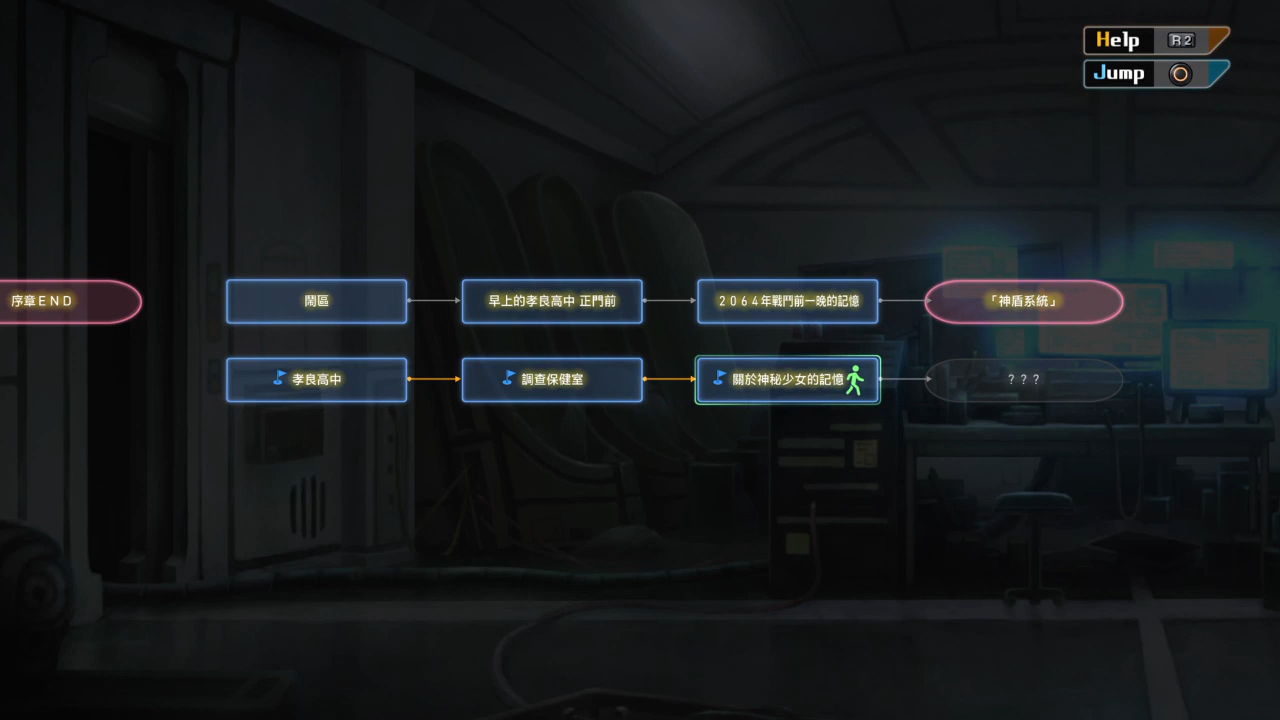 Help R2
Jump
序章END
鬧區
早上的孝良高中 正門前
２０６４年戰鬥前一晚的記憶
「神盾系統」
孝良高中
調查保健室
關於神秘少女的記憶
？？？